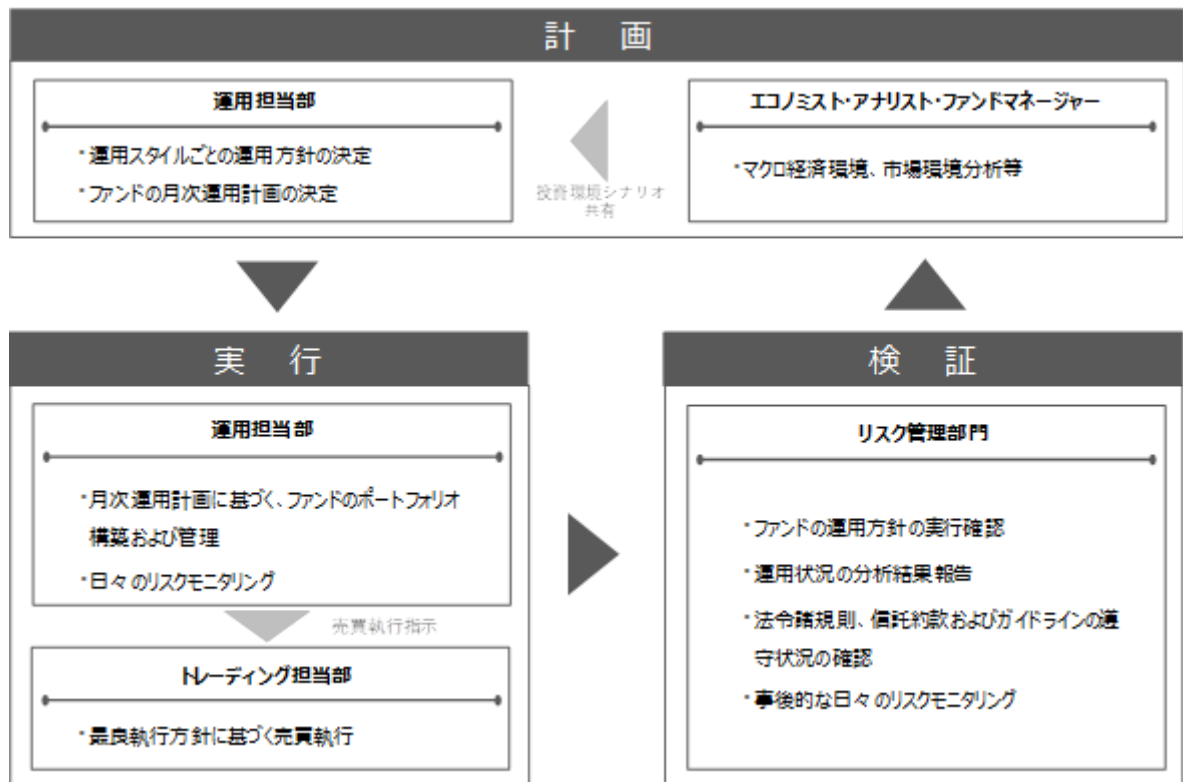 計 画
運用担当部
・運用スタイルごとの運用方針の決定
・ファンドの月次運用計画の決定
投資環境シナリオ
共有
エコノミスト・アナリスト・ファンドマネージャー
・マクロ経済環境、市場環境分析等
実 行
運用担当部
・月次運用計画に基づく、ファンドのポートフォリオ
構築および管理
・日々のリスクモニタリング
売買執行指示
トレーディング担当部
・最良執行方針に基づく売買執行
検 証
リスク管理部門
・ファンドの運用方針の実行確認
・運用状況の分析結果報告
・法令諸規則、信託約款およびガイドラインの遵
守状況の確認
・事後的な日々のリスクモニタリング